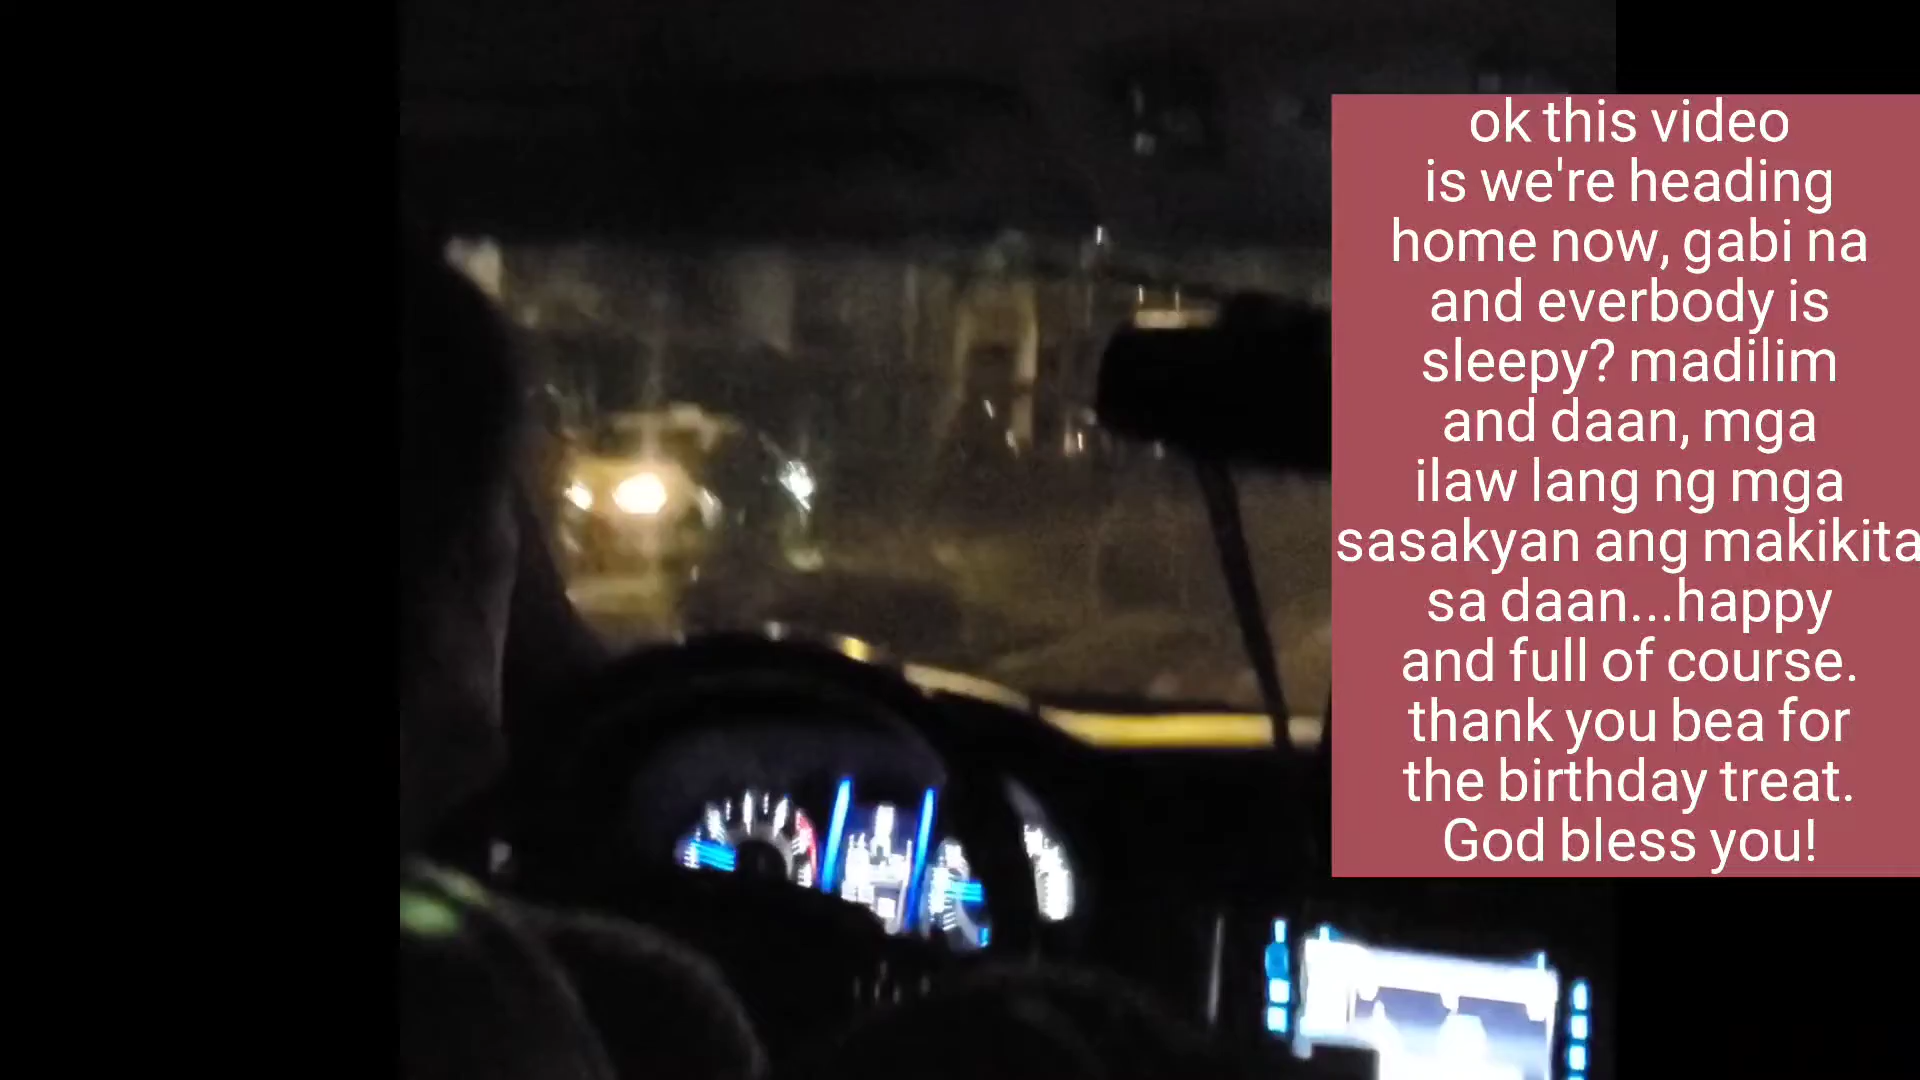 ok this video
is we're heading
home now, gabi na
and everbody is
sleepy? madilim
and daan, mga
ilaw lang ng mga
sasakyan ang makikita
sa daan...happy
and full of course.
thank you bea for
the birthday treat.
God bless you!